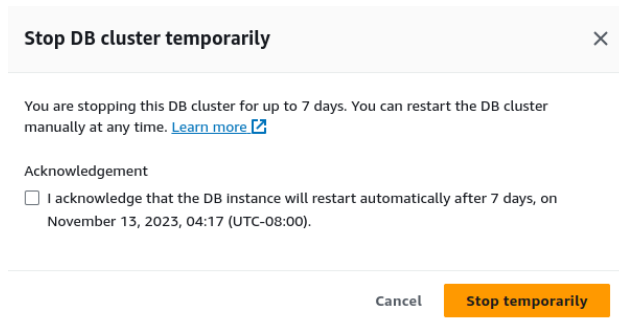 Stop DB cluster temporarily
You are stopping this DB cluster for up to 7 days. You can restart the DB cluster
manually at any time. Learn more
Acknowledgement
I acknowledge that the DB instance will restart automatically after 7 days, on
November 13, 2023, 04:17 (UTC-08:00).
Cancel Stop temporarily